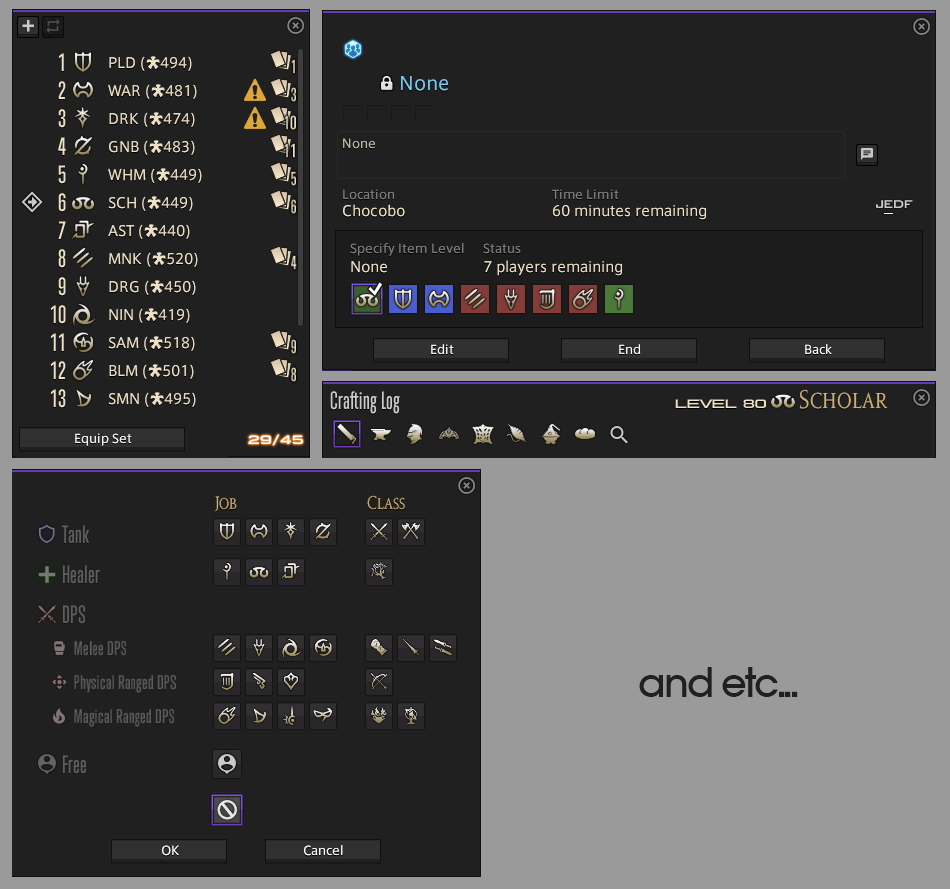 1 PLD (494) 1
2 WAR (481) 3
3 DRK (474) 10
4 GNB (483) 11
5 WHM (449) 5
6 SCH (449) 6
7 AST (440)
8 MNK (520) 4
9 DRG (450)
10 NIN (419)
11 SAM (518) 9
12 BLM (501) 8
13 SMN (495)
Equip Set 29/45
None
None
Location Time Limit
Chocobo 60 minutes remaining
JEDF
Specify Item Level Status
None 7 players remaining
Edit End Back
Crafting Log LEVEL 80 SCHOLAR
JOB CLASS
Tank
Healer
DPS
Melee DPS
Physical Ranged DPS
Magical Ranged DPS
Free
OK Cancel
and etc...